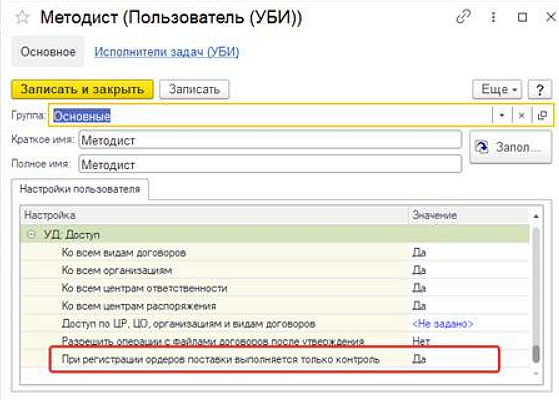 Методист (Пользователь (УБИ))
Основное Исполнители задач (УБИ)
Записать и закрыть Записать Еще ?
Группа: Основные
Краткое имя: Методист
Запол...
Полное имя: Методист
Настройки пользователя
Настройка Значение
УД: Доступ
Ко всем видам договоров Да
Ко всем организациям Да
Ко всем центрам ответственности Да
Ко всем центрам распоряжения Да
Доступ по ЦР, ЦО, организациям и видам договоров <Не задано>
Разрешить операции с файлами договоров после утверждения Нет
При регистрации ордеров поставки выполняется только контроль Да